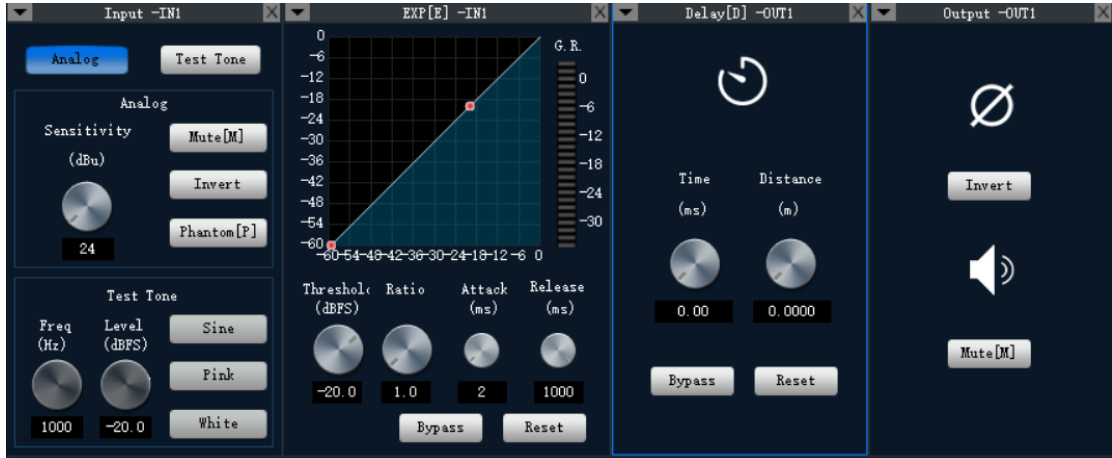 Input -IN1
X
Analog
Test Tone
Analog
Sensitivity
(dBu)
24
Mute[M]
Invert
Phantom[P]
Test Tone
Freq
(Hz)
Level
(dBFS)
1000
-20.0
Sine
Pink
White
EXP[E] -IN1
X
0
-6
-12
-18
-24
-30
-36
-42
-48
-54
-60
-60-54-48-42-36-30-24-18-12-6 0
G.R.
0
-6
-12
-18
-24
-30
Threshold
(dBFS)
Ratio
Attack
(ms)
Release
(ms)
-20.0
1.0
2
1000
Bypass
Reset
Delay[D] -OUT1
X
Time
(ms)
Distance
(m)
0.00
0.0000
Bypass
Reset
Output -OUT1
X
Invert
Mute[M]